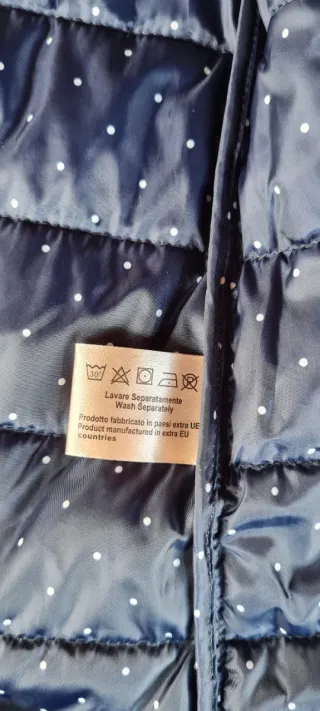 30°
Lavare Separatamente
Wash Separately
Prodotto fabbricato in paesi extra UE
Product manufactured in extra EU
countries